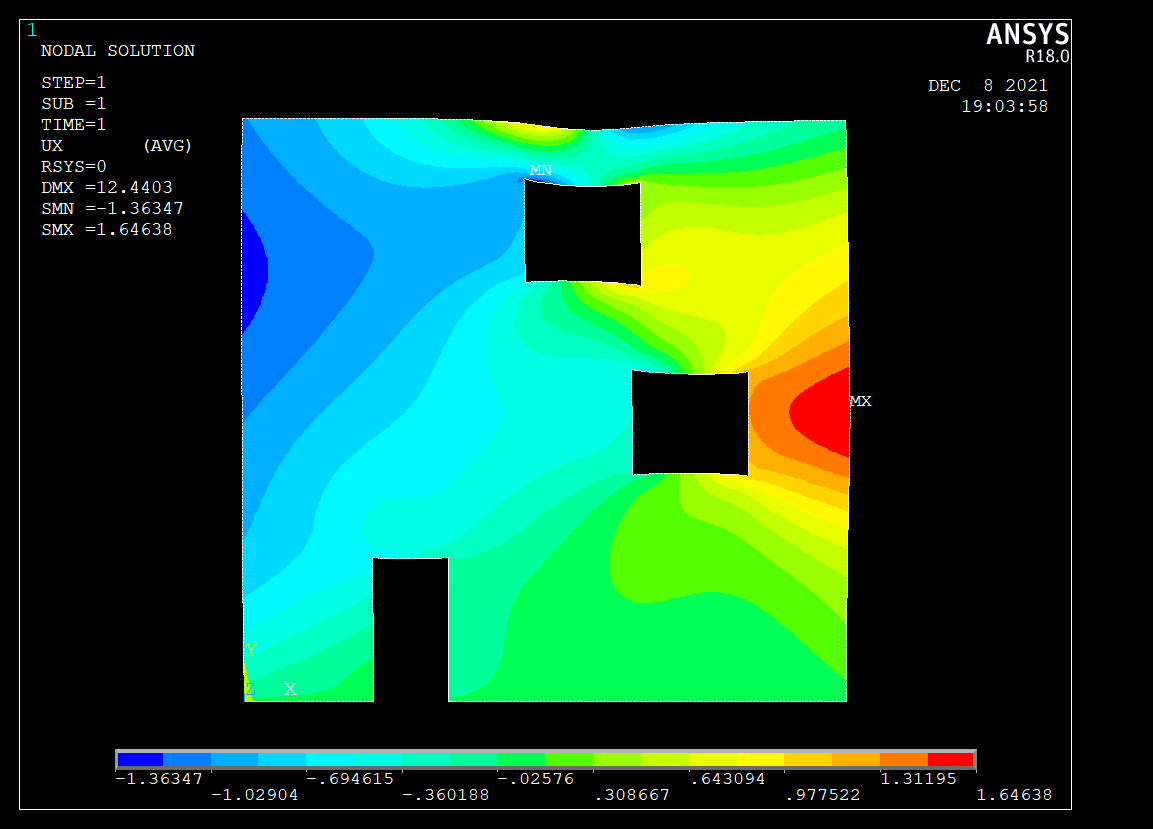 1
ANSYS
R18.0
NODAL SOLUTION
DEC  8 2021
19:03:58
STEP=1
SUB =1
TIME=1
UX       (AVG)
RSYS=0
DMX =12.4403
SMN =-1.36347
SMX =1.64638
MN
MX
Y
Z X
-1.36347 -.694615 -.02576 .643094 1.31195
-1.02904 -.360188 .308667 .977522 1.64638